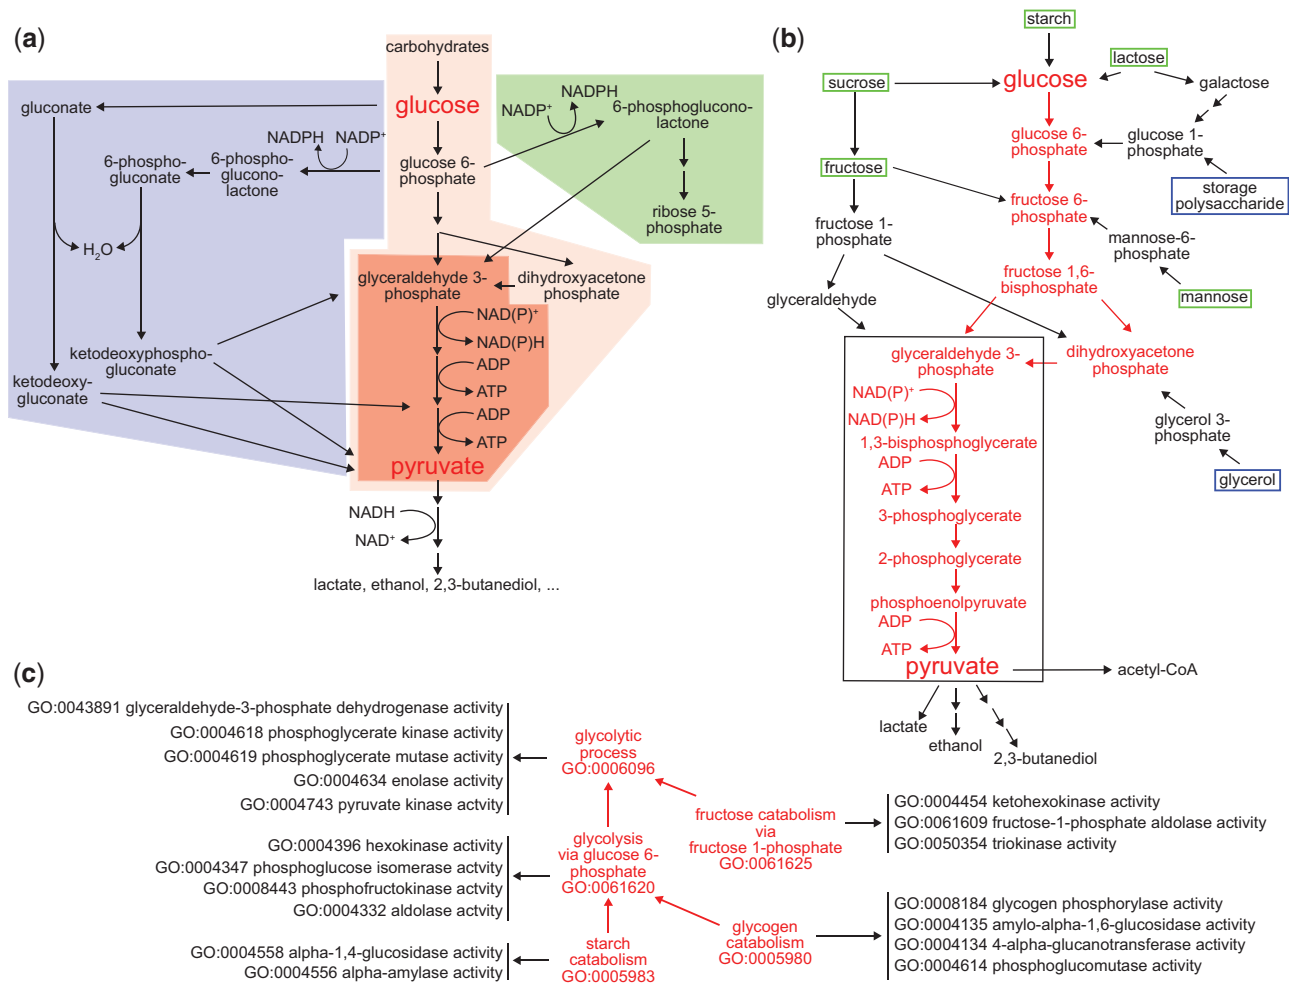 (a)
carbohydrates
glucose
gluconate
NADPH
NADP+
6-phospho-
gluconate
6-phospho-
glucono-
lactone
glucose 6-
phosphate
NADP+
NADPH
6-phosphoglucono-
lactone
ribose 5-
phosphate
H2O
glyceraldehyde 3-
phosphate
dihydroxyacetone
phosphate
NAD(P)+
NAD(P)H
ADP
ATP
ADP
ATP
ketodeoxyphospho-
gluconate
ketodeoxy-
gluconate
pyruvate
NADH
NAD+
lactate, ethanol, 2,3-butanediol, ...
(b)
starch
lactose
sucrose
glucose
galactose
glucose 6-
phosphate
glucose 1-
phosphate
fructose
storage
polysaccharide
fructose 6-
phosphate
fructose 1-
phosphate
mannose-6-
phosphate
fructose 1,6-
bisphosphate
mannose
glyceraldehyde
glyceraldehyde 3-
phosphate
dihydroxyacetone
phosphate
NAD(P)+
NAD(P)H
glycerol 3-
phosphate
1,3-bisphosphoglycerate
ADP
ATP
glycerol
3-phosphoglycerate
2-phosphoglycerate
phosphoenolpyruvate
ADP
ATP
pyruvate
acetyl-CoA
lactate
ethanol
2,3-butanediol
(c)
GO:0043891 glyceraldehyde-3-phosphate dehydrogenase activity
GO:0004618 phosphoglycerate kinase activity
GO:0004619 phosphoglycerate mutase activity
GO:0004634 enolase activity
GO:0004743 pyruvate kinase activity
glycolytic
process
GO:0006096
GO:0004396 hexokinase activity
GO:0004347 phosphoglucose isomerase activity
GO:0008443 phosphofructokinase activity
GO:0004332 aldolase activity
glycolysis
via glucose 6-
phosphate
GO:0061620
fructose catabolism
via
fructose 1-phosphate
GO:0061625
GO:0004454 ketohexokinase activity
GO:0061609 fructose-1-phosphate aldolase activity
GO:0050354 triokinase activity
GO:0004558 alpha-1,4-glucosidase activity
GO:0004556 alpha-amylase activity
starch
catabolism
GO:0005983
glycogen
catabolism
GO:0005980
GO:0008184 glycogen phosphorylase activity
GO:0004135 amylo-alpha-1,6-glucosidase activity
GO:0004134 4-alpha-glucanotransferase activity
GO:0004614 phosphoglucomutase activity